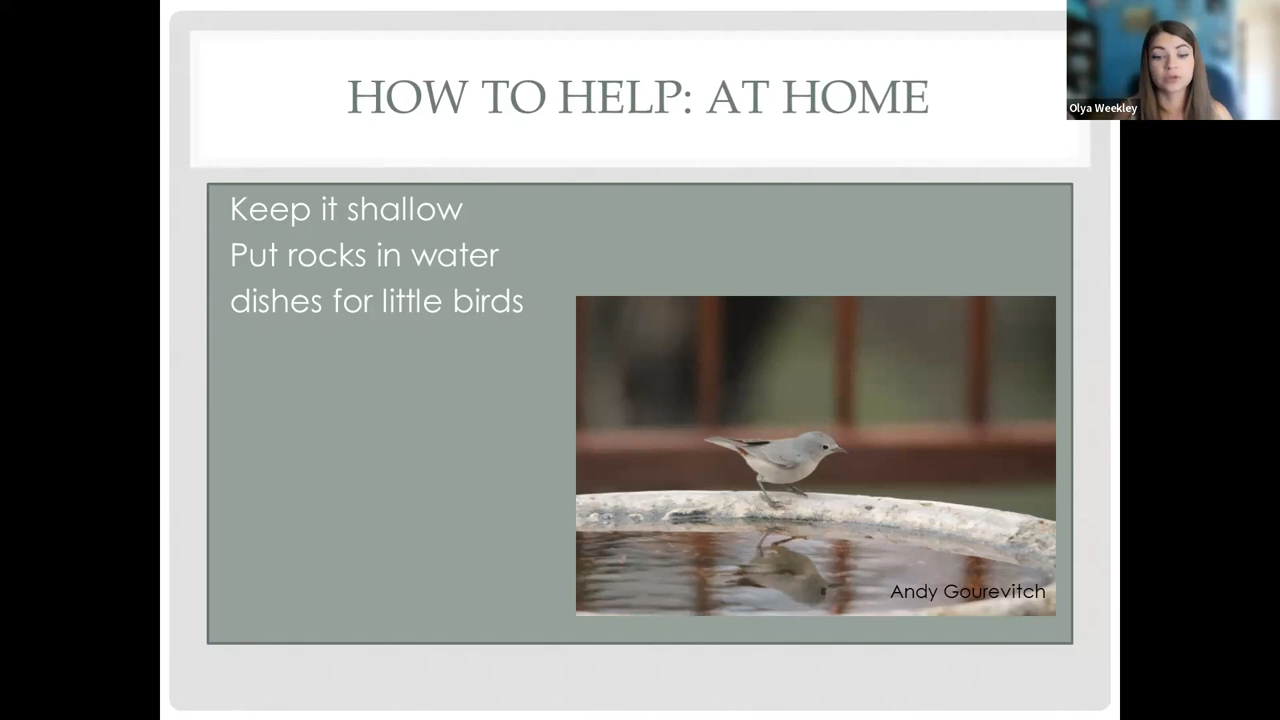 HOW TO HELP: AT HOME
Olya Weekley
Keep it shallow
Put rocks in water
dishes for little birds
Andy Gourevitch